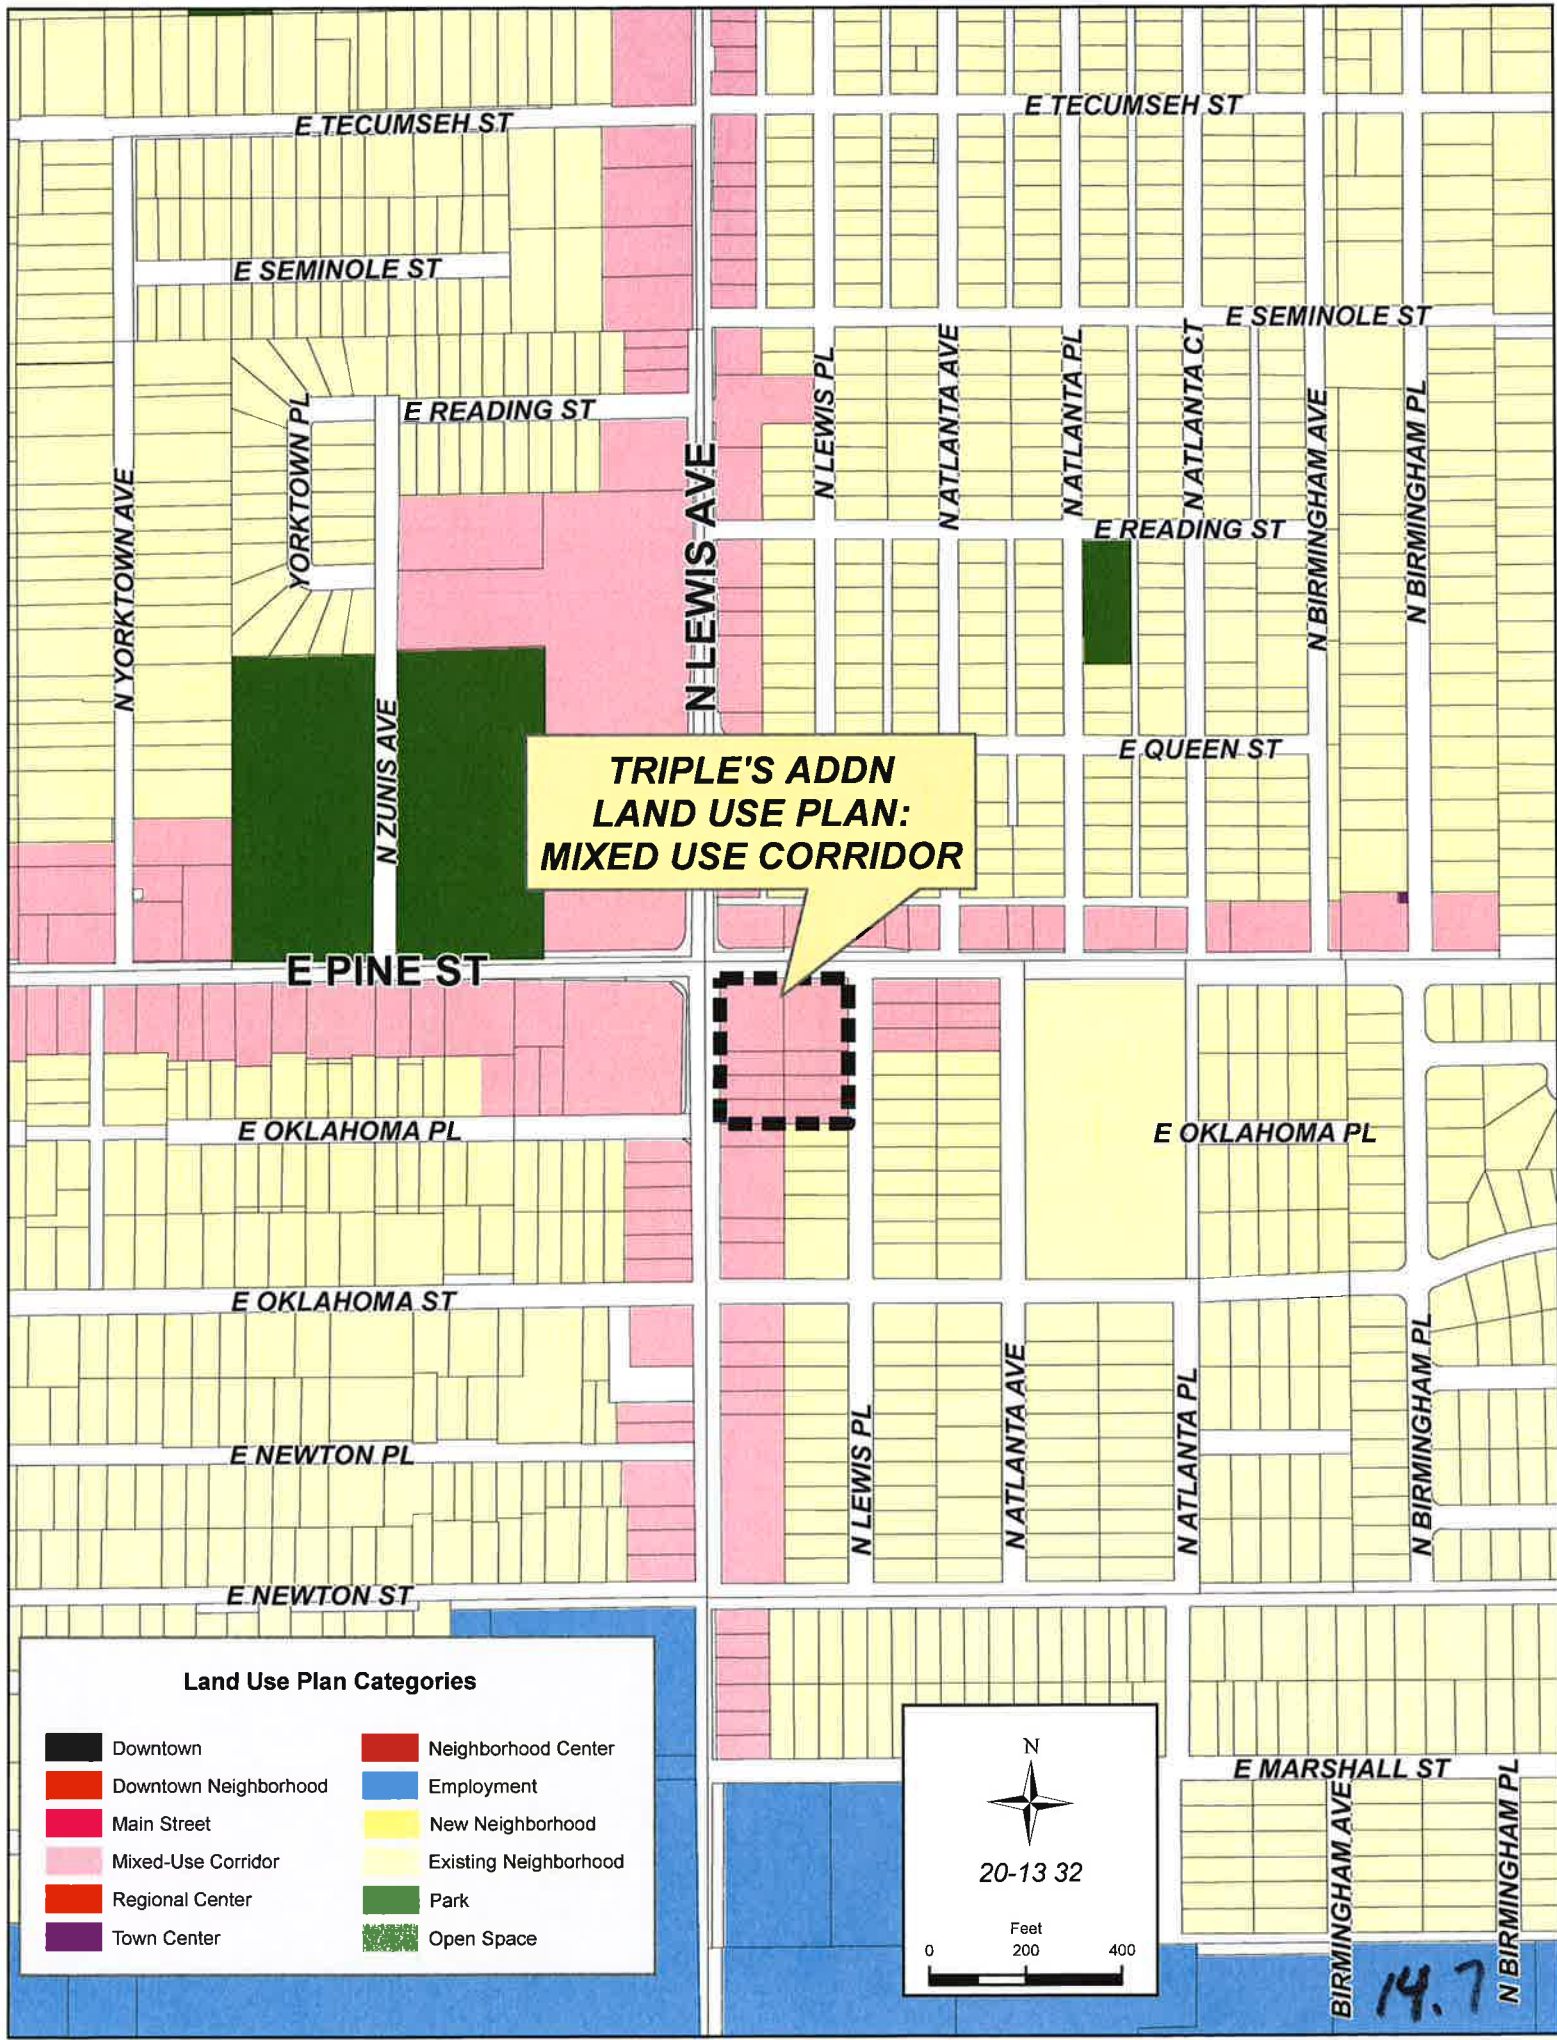 E TECUMSEH ST
E TECUMSEH ST
E SEMINOLE ST
E SEMINOLE ST
N LEWIS PL
N ATLANTA AVE
N ATLANTA PL
N ATLANTA CT
N BIRMINGHAM AVE
N BIRMINGHAM PL
YORKTOWN PL
E READING ST
N YORKTOWN AVE
N LEWIS AVE
E READING ST
N ZUNIS AVE
E QUEEN ST
TRIPLE'S ADDN
LAND USE PLAN:
MIXED USE CORRIDOR
E PINE ST
E OKLAHOMA PL
E OKLAHOMA PL
E OKLAHOMA ST
N LEWIS PL
N ATLANTA AVE
N ATLANTA PL
N BIRMINGHAM PL
E NEWTON PL
E NEWTON ST
Land Use Plan Categories
Downtown
Downtown Neighborhood
Main Street
Mixed-Use Corridor
Regional Center
Town Center
Neighborhood Center
Employment
New Neighborhood
Existing Neighborhood
Park
Open Space
N
20-13 32
Feet
0 200 400
E MARSHALL ST
BIRMINGHAM AVE
N BIRMINGHAM PL
14.7